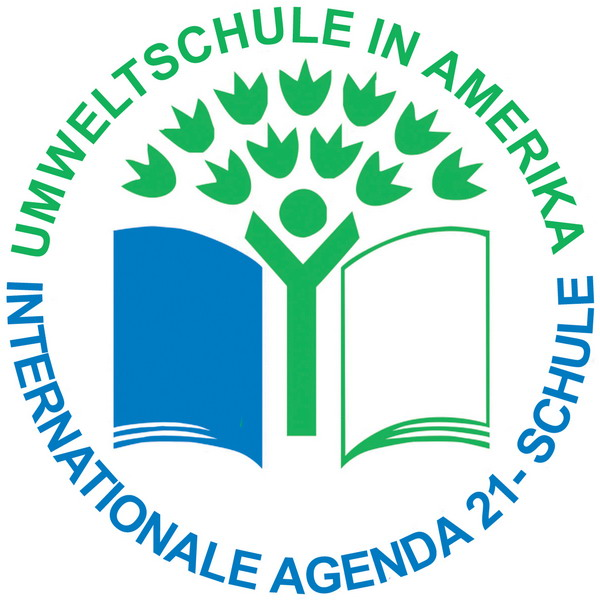 UMWELTSCHULE IN AMERIKA
INTERNATIONALE AGENDA 21- SCHULE